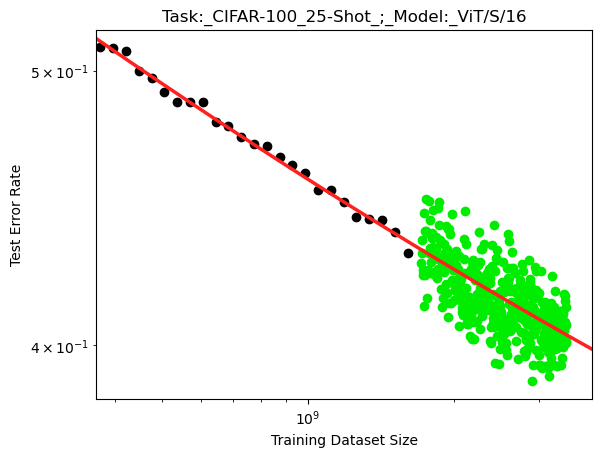 Task:_CIFAR-100_25-Shot_;_Model:_ViT/S/16
5 × 10⁻¹
Test Error Rate
4 × 10⁻¹
10⁹
Training Dataset Size